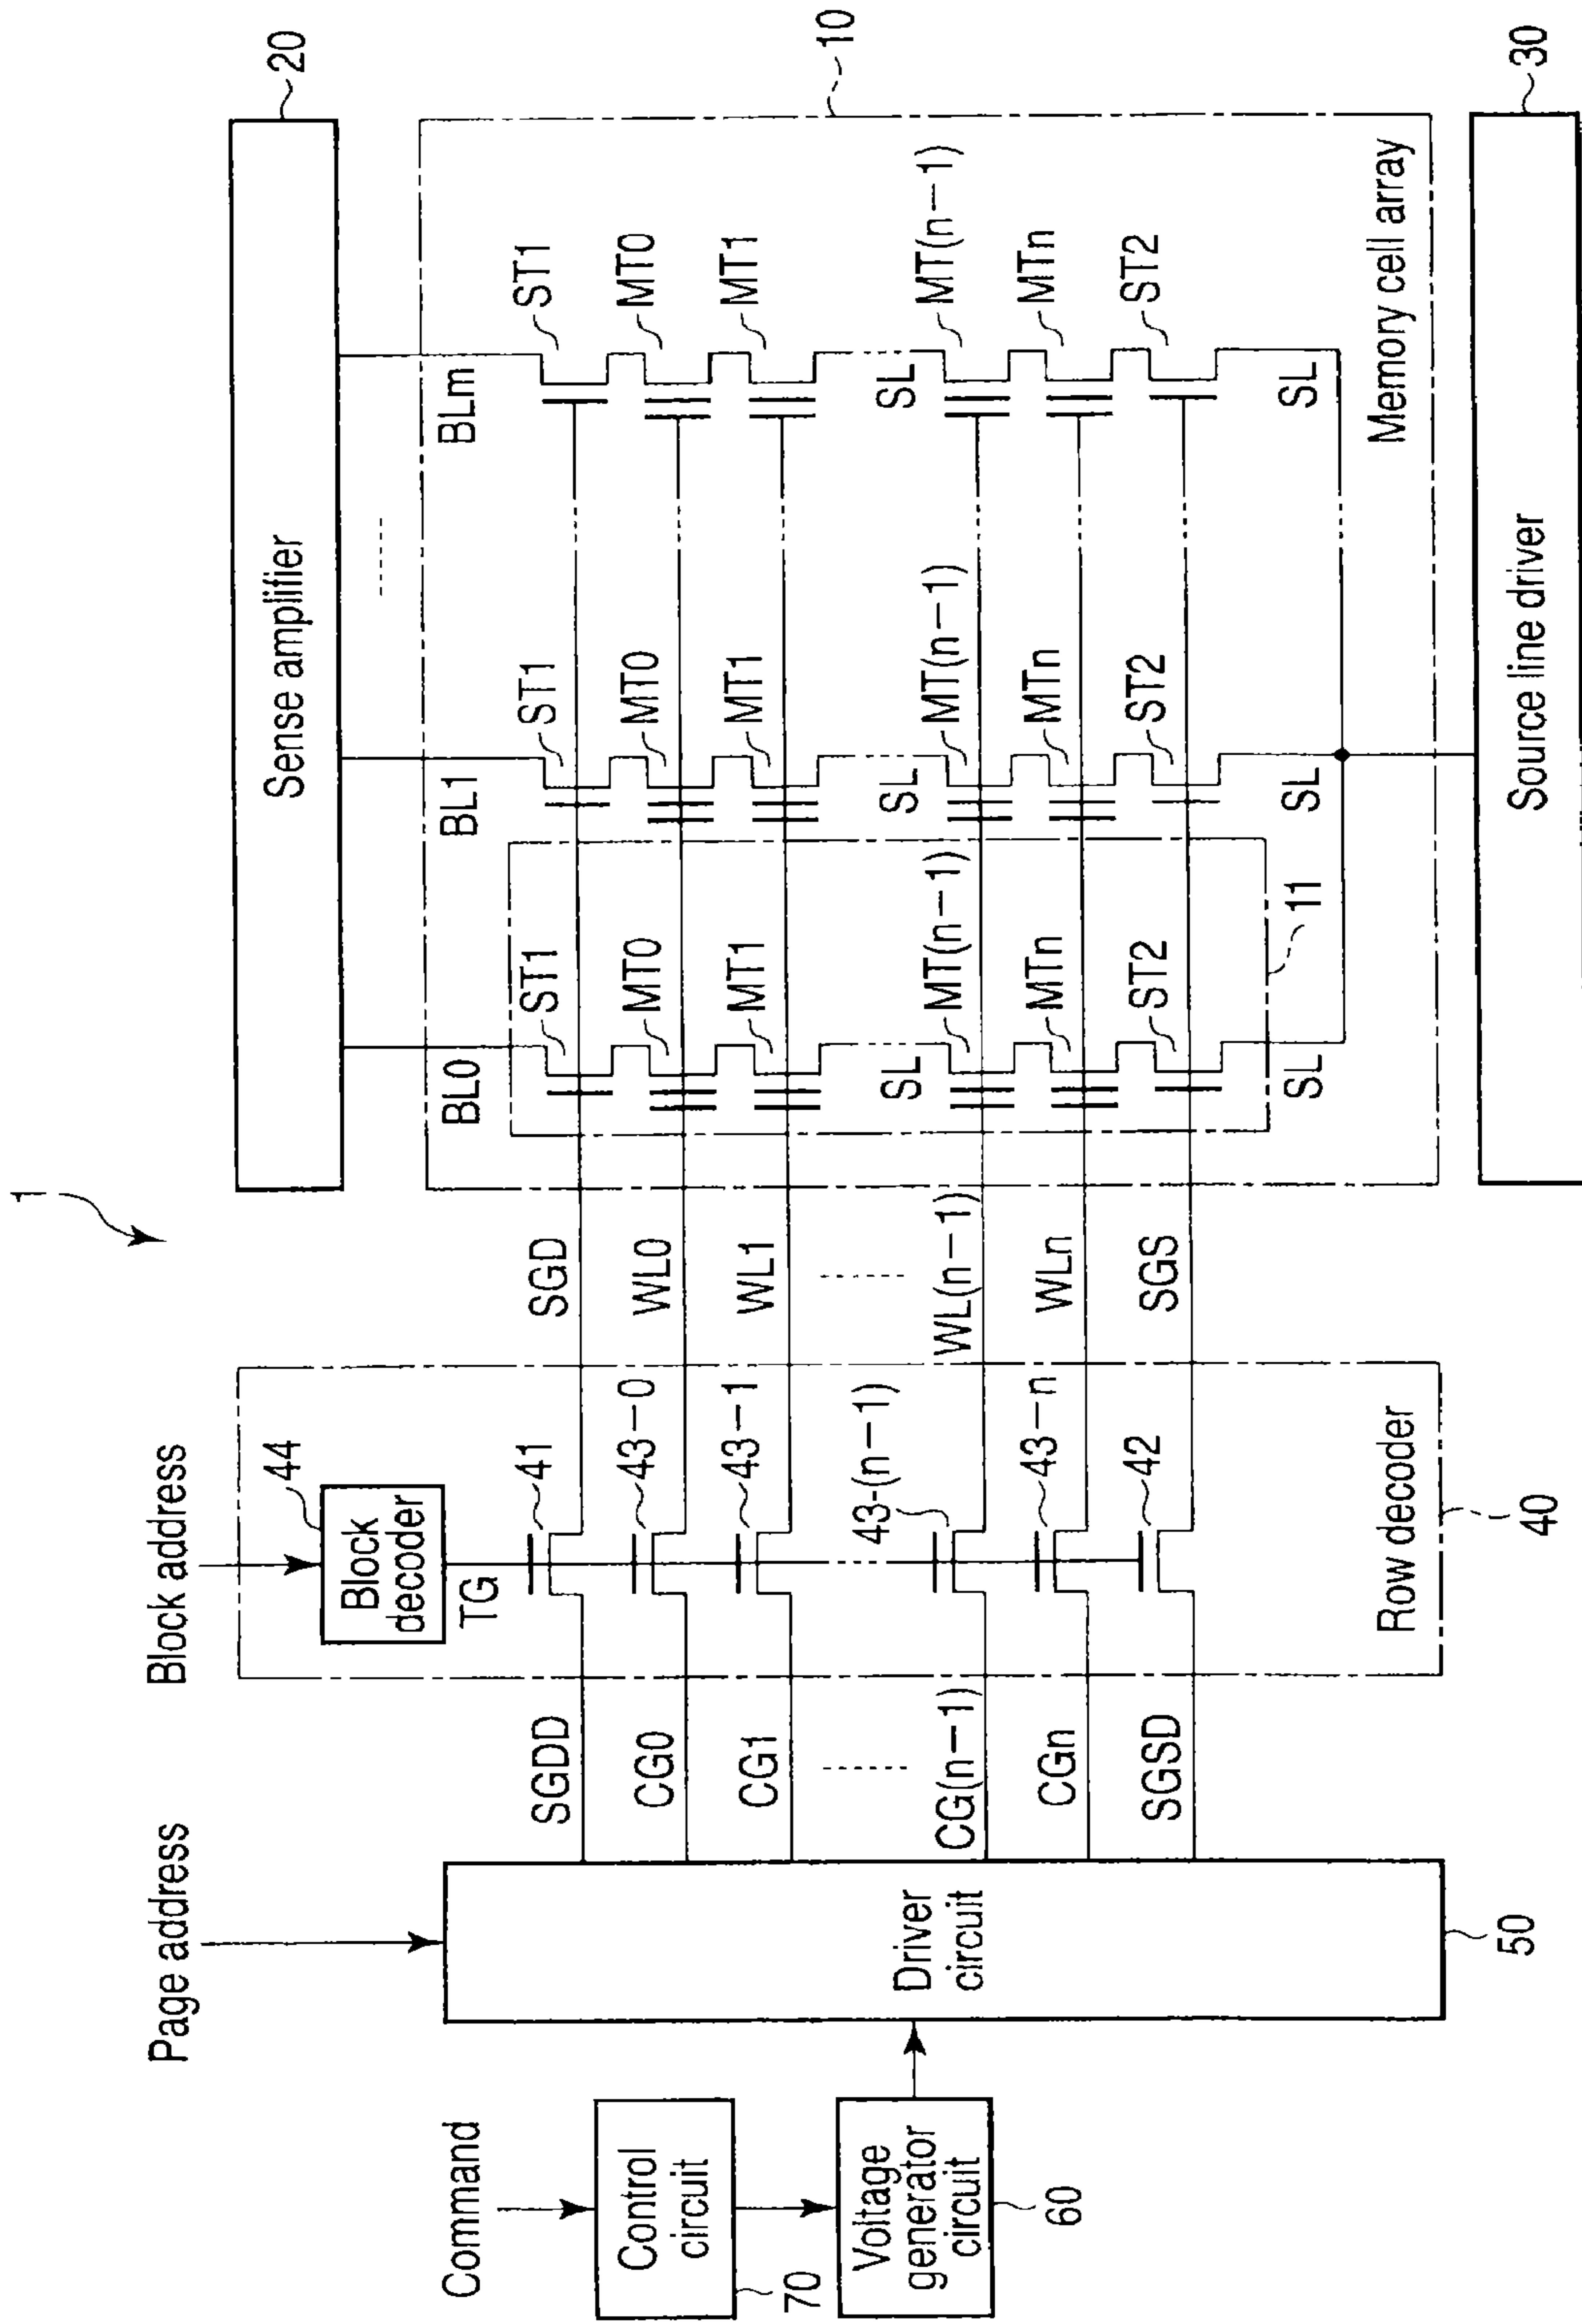 1
Sense amplifier
20
Page address
Block address
44
Block
decoder
TG
BL0
BL1
BLm
10
SGDD
41
SGD
ST1
ST1
ST1
CG0
43-0
WL0
MT0
MT0
MT0
CG1
43-1
WL1
MT1
MT1
MT1
SL
SL
SL
CG(n-1)
43-(n-1)
WL(n-1)
MT(n-1)
MT(n-1)
MT(n-1)
CGn
43-n
WLn
MTn
MTn
MTn
SGSD
42
SGS
ST2
ST2
ST2
SL
SL
SL
11
Command
Control
circuit
70
Voltage
generator
circuit
60
Driver
circuit
50
Row decoder
40
Memory cell array
Source line driver
30